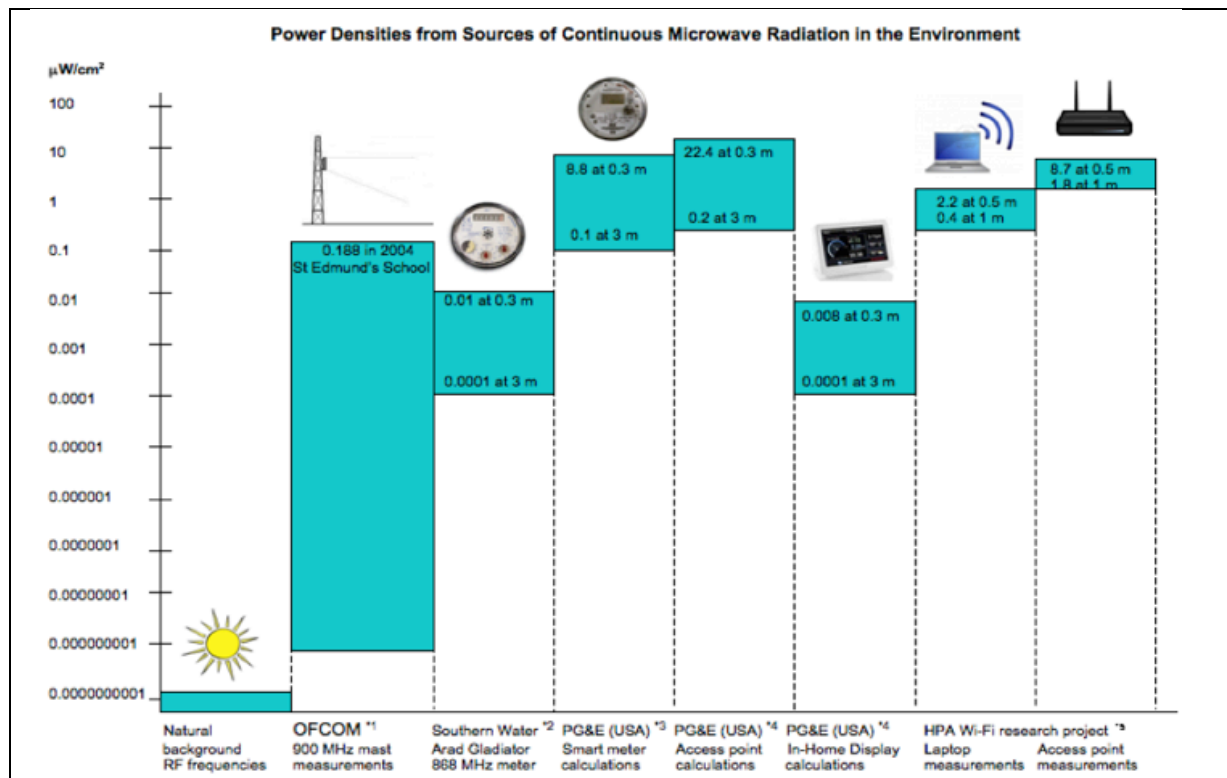 Power Densities from Sources of Continuous Microwave Radiation in the Environment
µW/cm²
100
10
1
0.1
0.01
0.001
0.0001
0.00001
0.000001
0.0000001
0.00000001
0.000000001
0.0000000001
0.188 in 2004
St Edmund's School
0.01 at 0.3 m
0.0001 at 3 m
8.8 at 0.3 m
0.1 at 3 m
22.4 at 0.3 m
0.2 at 3 m
0.008 at 0.3 m
0.0001 at 3 m
2.2 at 0.5 m
0.4 at 1 m
8.7 at 0.5 m
1.8 at 1 m
Natural
background
RF frequencies
OFCOM *1
900 MHz mast
measurements
Southern Water *2
Arad Gladiator
868 MHz meter
PG&E (USA) *3
Smart meter
calculations
PG&E (USA) *4
Access point
calculations
PG&E (USA) *4
In-Home Display
calculations
HPA Wi-Fi research project
Laptop
measurements
Access point
measurements